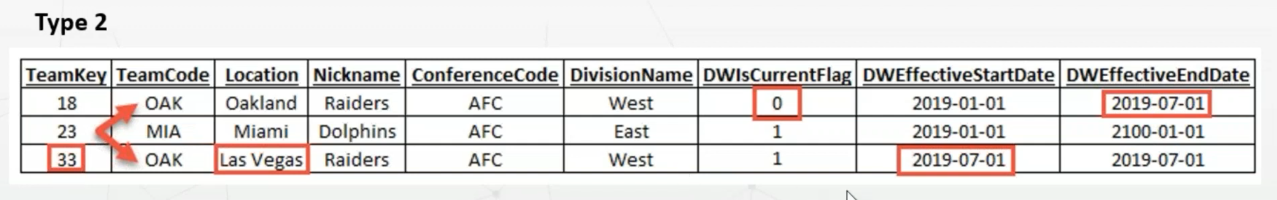 Type 2
TeamKey TeamCode Location Nickname ConferenceCode DivisionName DWIsCurrentFlag DWEffectiveStartDate DWEffectiveEndDate
18 OAK Oakland Raiders AFC West 0 2019-01-01 2019-07-01
23 MIA Miami Dolphins AFC East 1 2019-01-01 2100-01-01
33 OAK Las Vegas Raiders AFC West 1 2019-07-01 2019-07-01